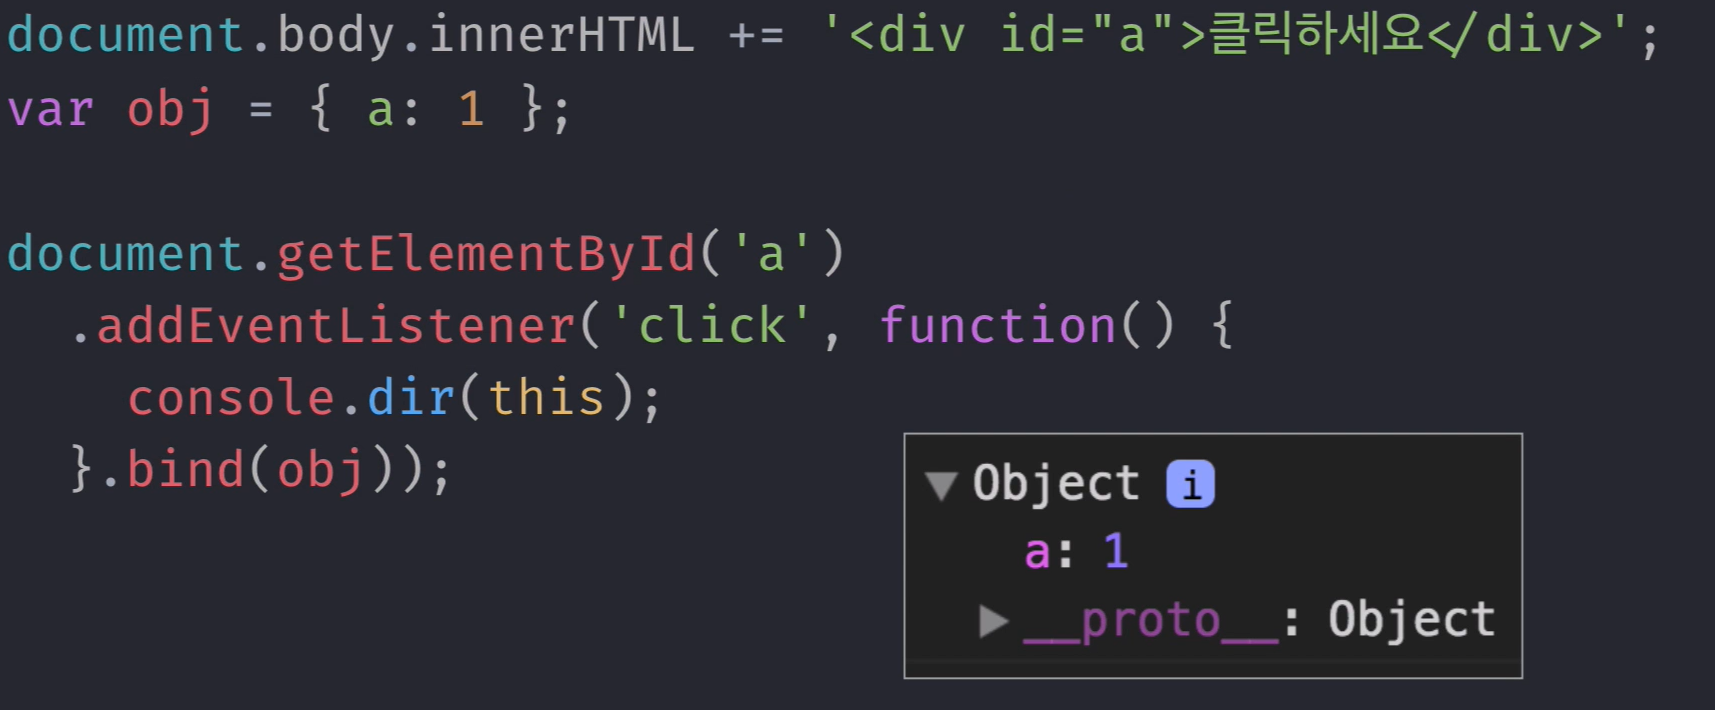 document.body.innerHTML += '<div id="a">클릭하세요</div>';
var obj = { a: 1 };
document.getElementById('a')
.addEventListener('click', function() {
console.dir(this);
}.bind(obj));
Object i
a: 1
__proto__: Object